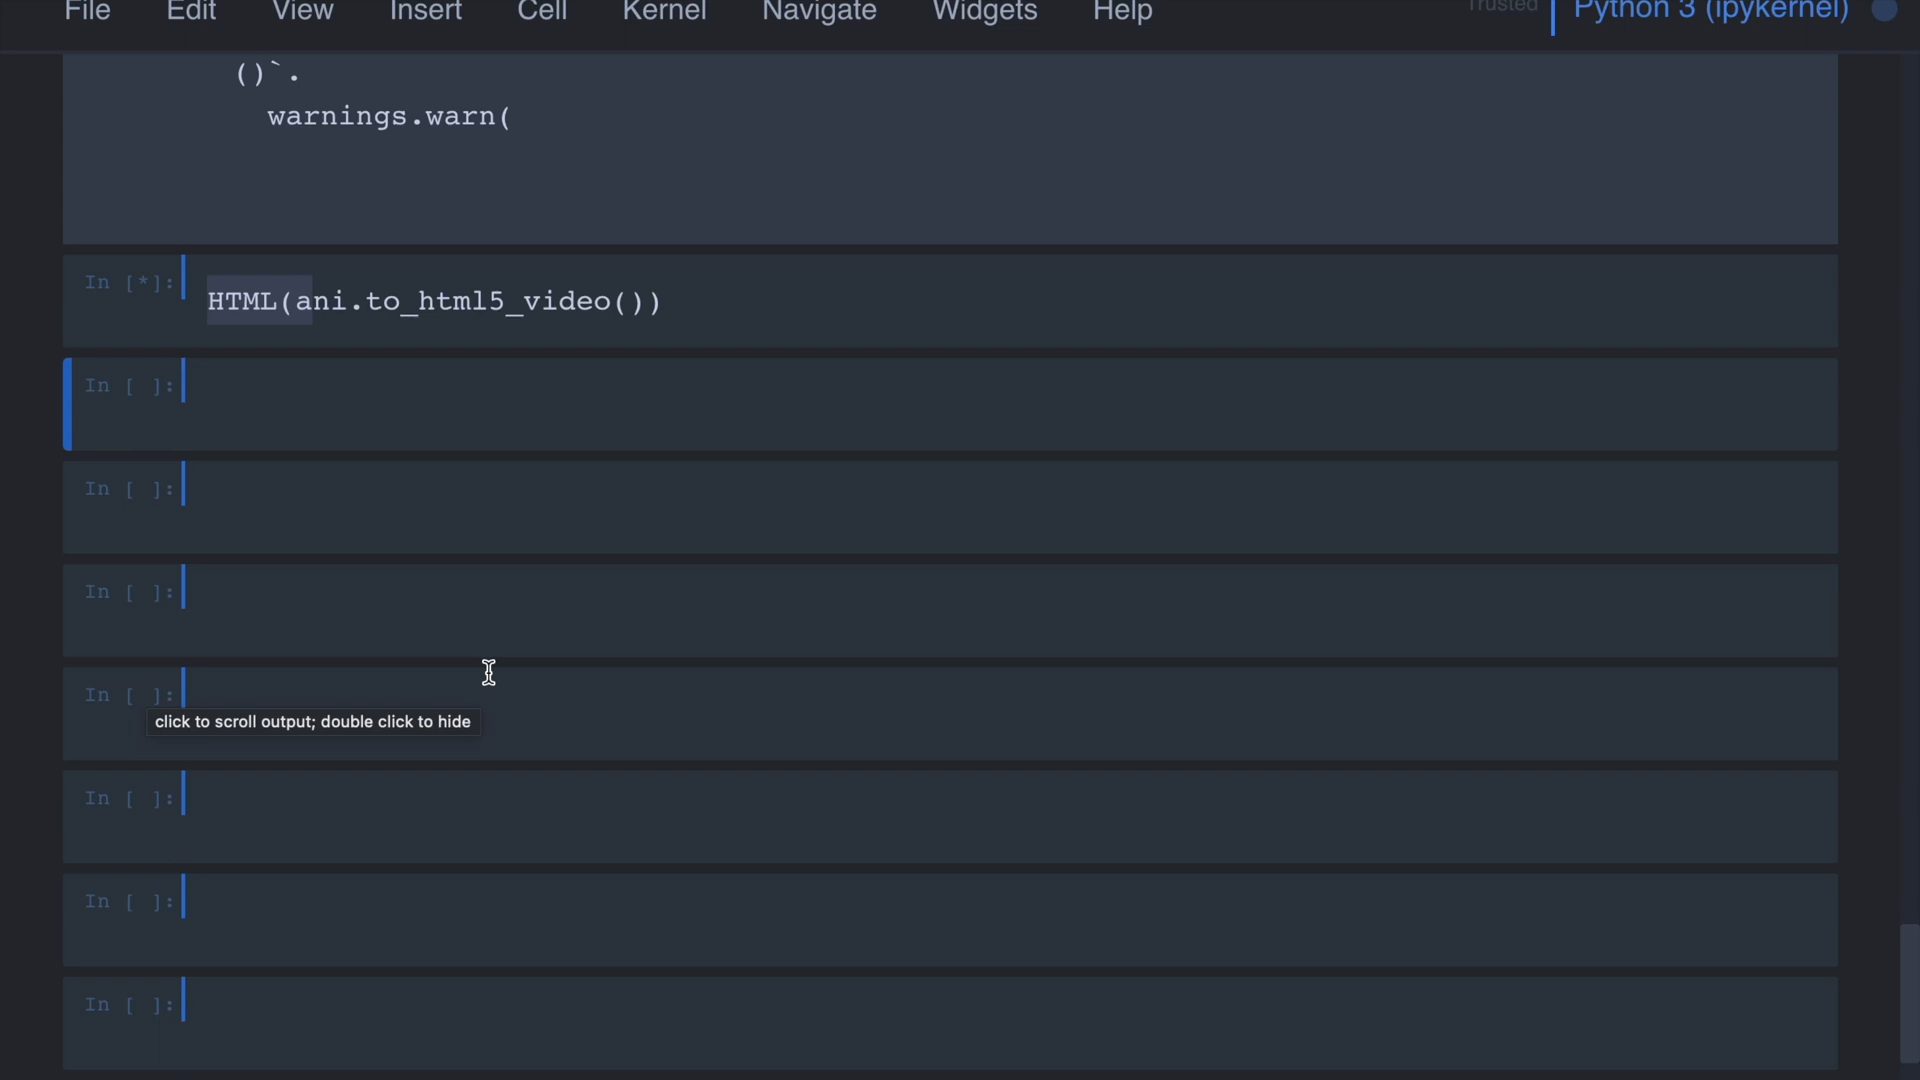 File Edit View Insert Cell Kernel Navigate Widgets Help Trusted Python 3 (ipykernel)
()`.
warnings.warn(
In [*]: HTML(ani.to_html5_video())
In [ ]:
In [ ]:
In [ ]:
In [ ]:
click to scroll output; double click to hide
In [ ]:
In [ ]:
In [ ]: